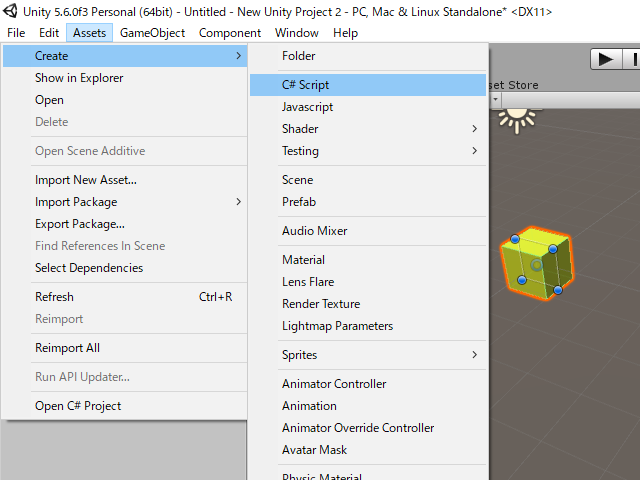 Unity 5.6.0f3 Personal (64bit) - Untitled - New Unity Project 2 - PC, Mac & Linux Standalone* <DX11>
File Edit Assets GameObject Component Window Help
Create
Show in Explorer
Open
Delete
Open Scene Additive
Import New Asset...
Import Package
Export Package...
Find References In Scene
Select Dependencies
Refresh Ctrl+R
Reimport
Reimport All
Run API Updater...
Open C# Project
Folder
C# Script
Javascript
Shader
Testing
Scene
Prefab
Audio Mixer
Material
Lens Flare
Render Texture
Lightmap Parameters
Sprites
Animator Controller
Animation
Animator Override Controller
Avatar Mask
Physic Material
set Store